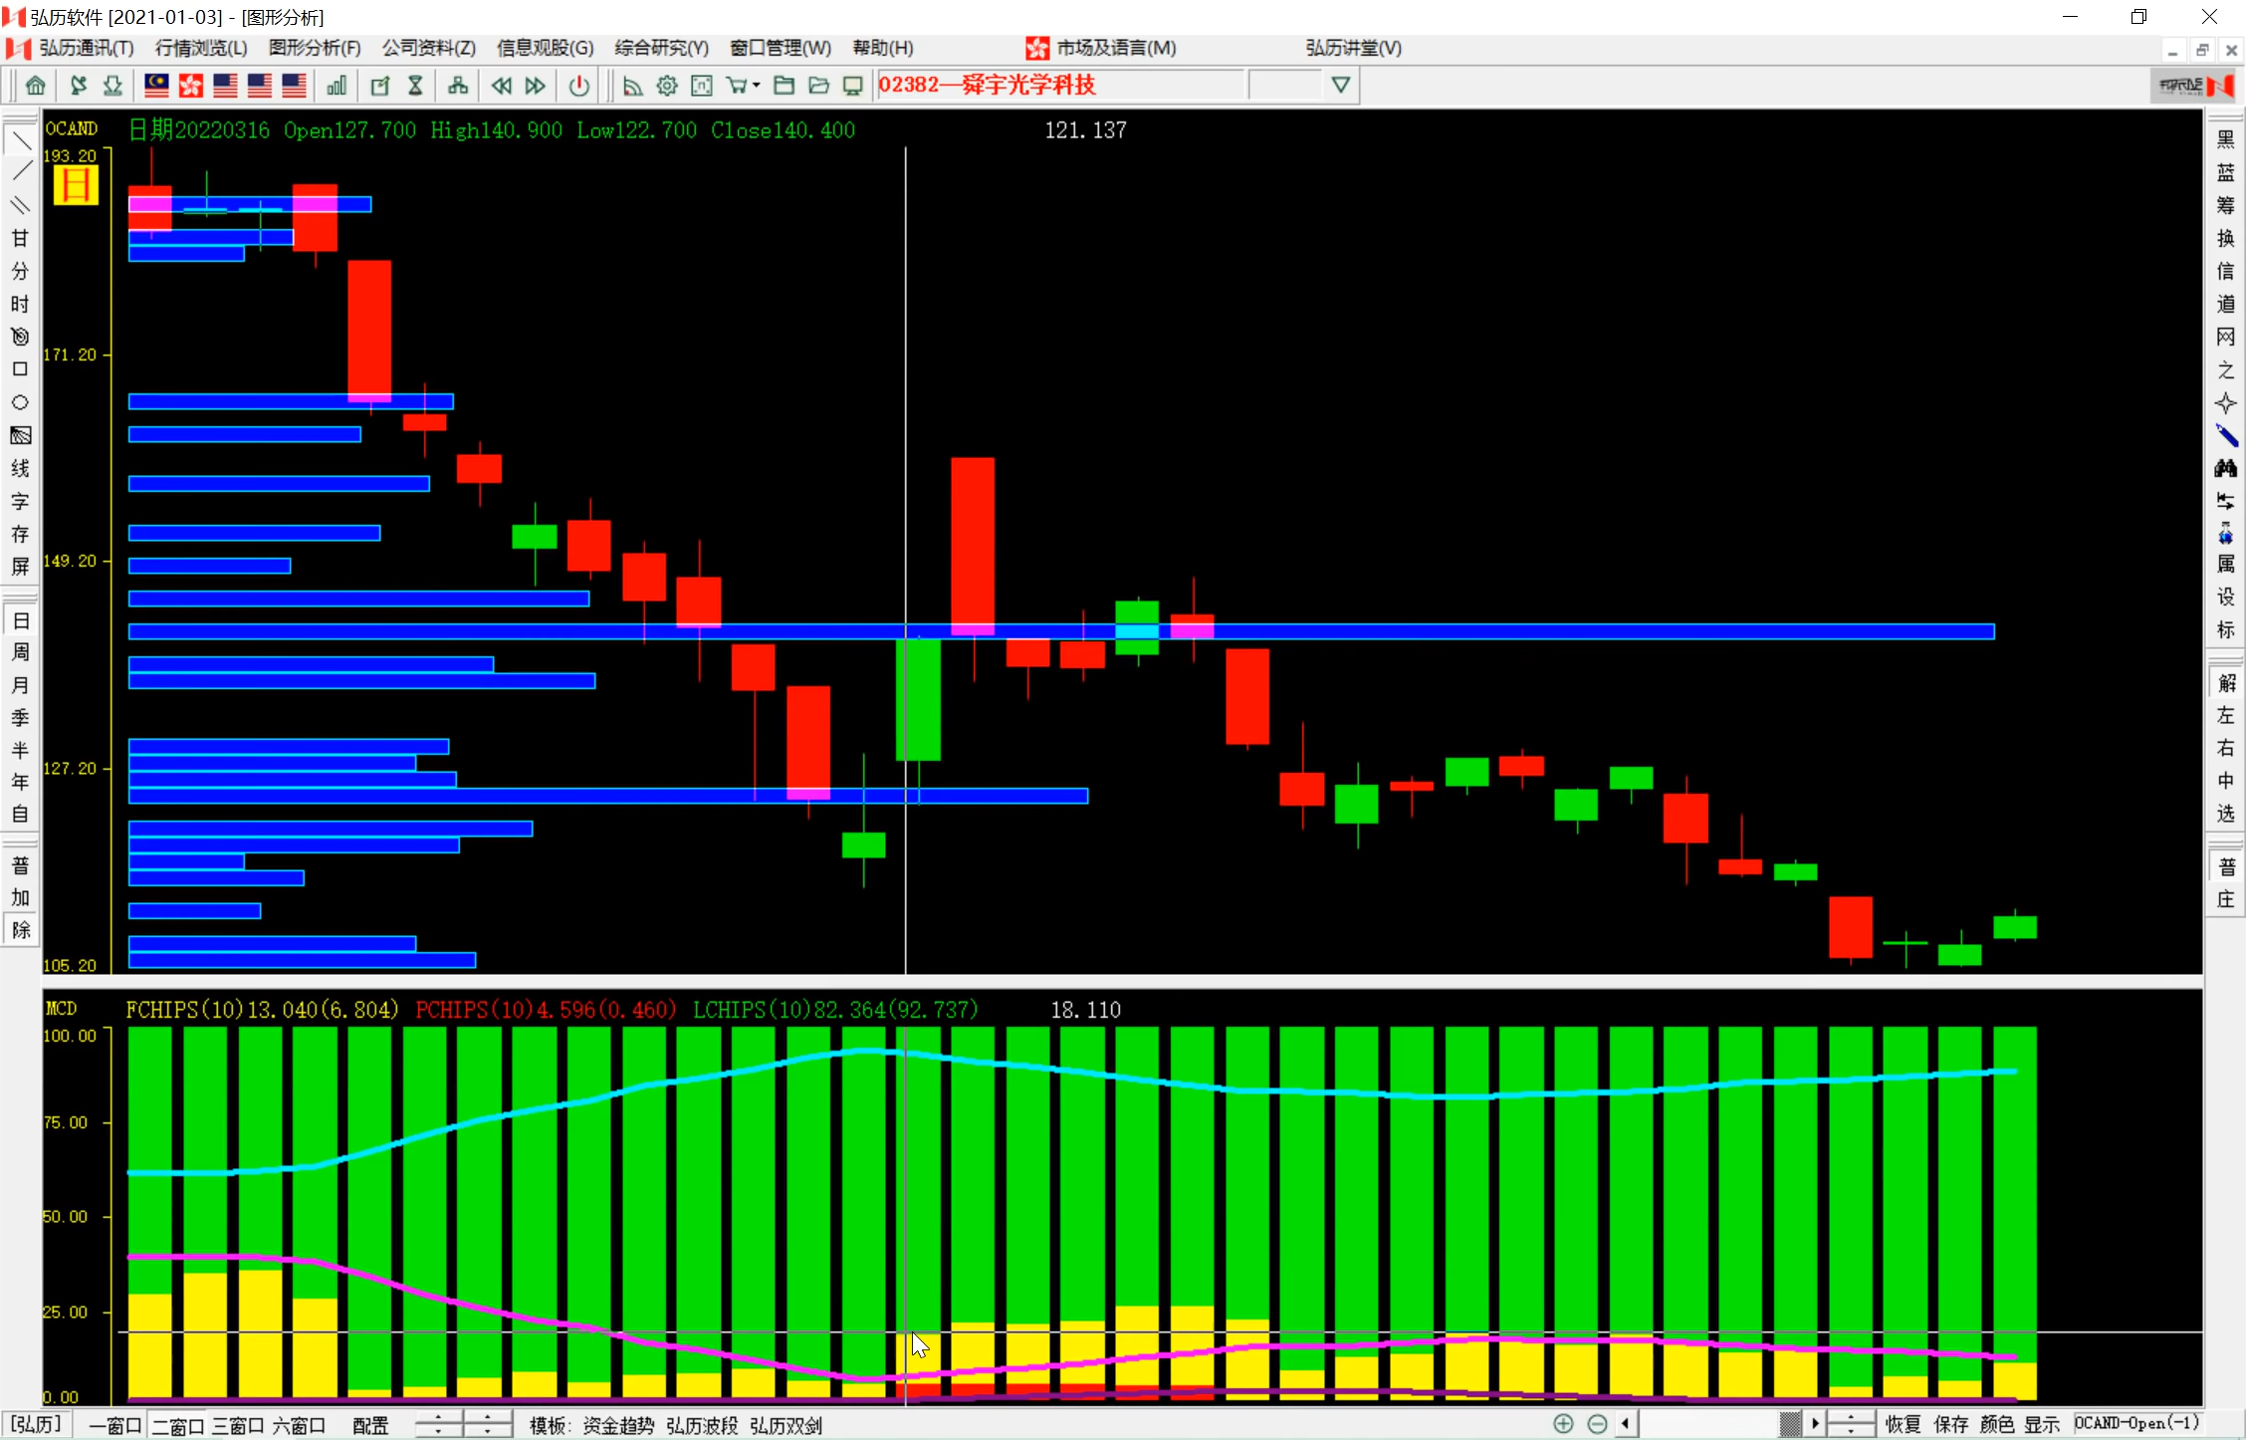 弘历软件 [2021-01-03] - [图形分析]
弘历通讯(T) 行情浏览(L) 图形分析(F) 公司资料(Z) 信息观股(G) 综合研究(Y) 窗口管理(W) 帮助(H) 市场及语言(M) 弘历讲堂(V)
02382—舜宇光学科技
OCAND 日期20220316 Open127.700 High140.900 Low122.700 Close140.400 121.137
193.20
日
171.20
149.20
127.20
105.20
MCD FCHIPS(10)13.040(6.804) PCHIPS(10)4.596(0.460) LCHIPS(10)82.364(92.737) 18.110
100.00
75.00
50.00
25.00
0.00
甘
分
时
线
字
存
屏
日
周
月
季
半
年
自
普
加
除
黑
蓝
筹
换
信
道
网
之
属
设
标
解
左
右
中
选
普
庄
[弘历] 一窗口 二窗口 三窗口 六窗口 配置 模板: 资金趋势 弘历波段 弘历双剑 恢复 保存 颜色 显示 OCAND-Open(-1)